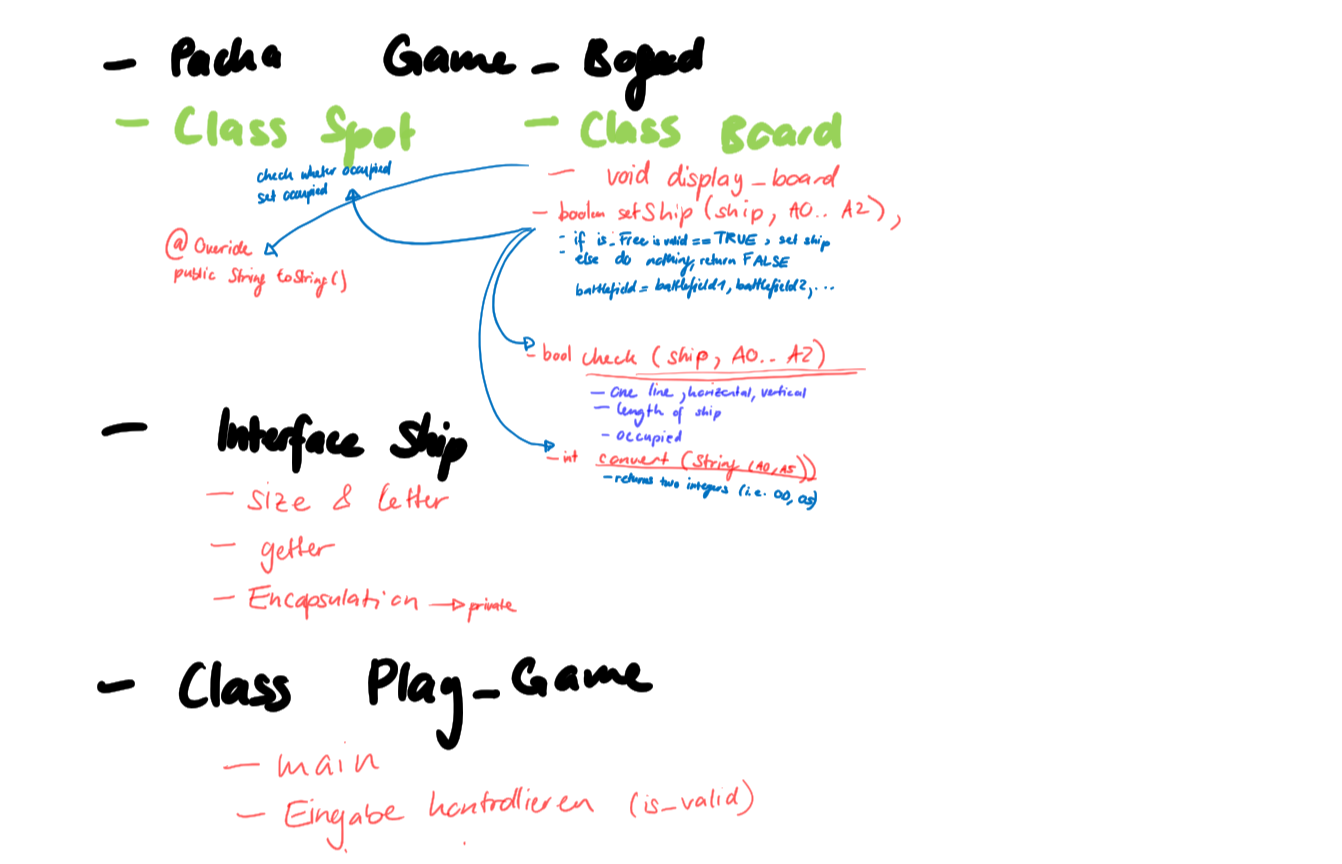 - Pacha Game_Board
- Class Spot - Class Board
check wheter occupied
set occupied
- void display_board
- boolean setShip (ship, A0.. A2),
@Override
public String toString()
- if is_Free is valid == TRUE, set ship
- else do nothing, return FALSE
battlefield = battlefield1, battlefield2, ...
- bool check (ship, A0.. A2)
- one line, horizontal, vertical
- length of ship
- occupied
- int convert (String (A0, A5))
- returns two integers (i.e. 00, 05)
- Interface Ship
- size & letter
- getter
- Encapsulation → private
- Class Play_Game
- main
- Eingabe kontrollieren (is_valid)